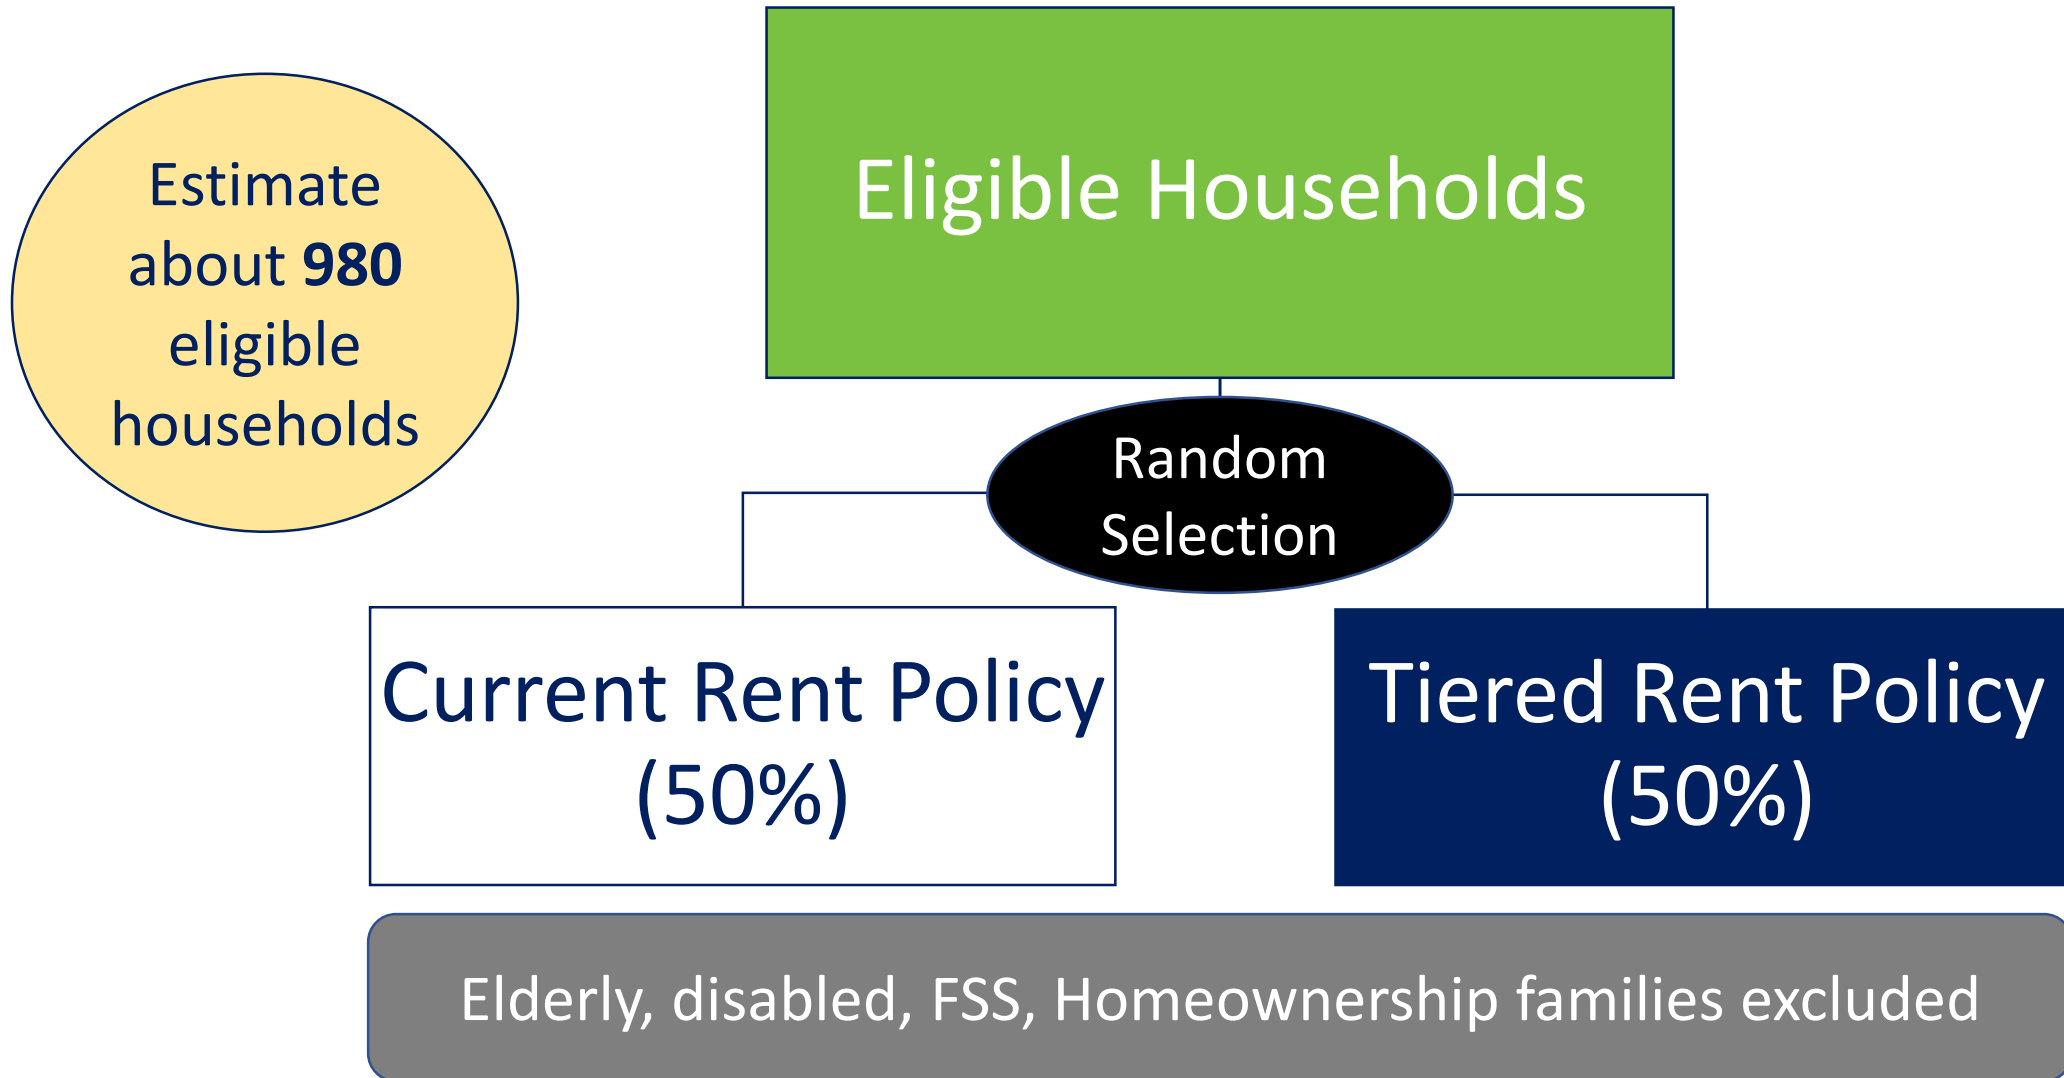 Estimate
about 980
eligible
households
Eligible Households
Random
Selection
Current Rent Policy
(50%)
Tiered Rent Policy
(50%)
Elderly, disabled, FSS, Homeownership families excluded